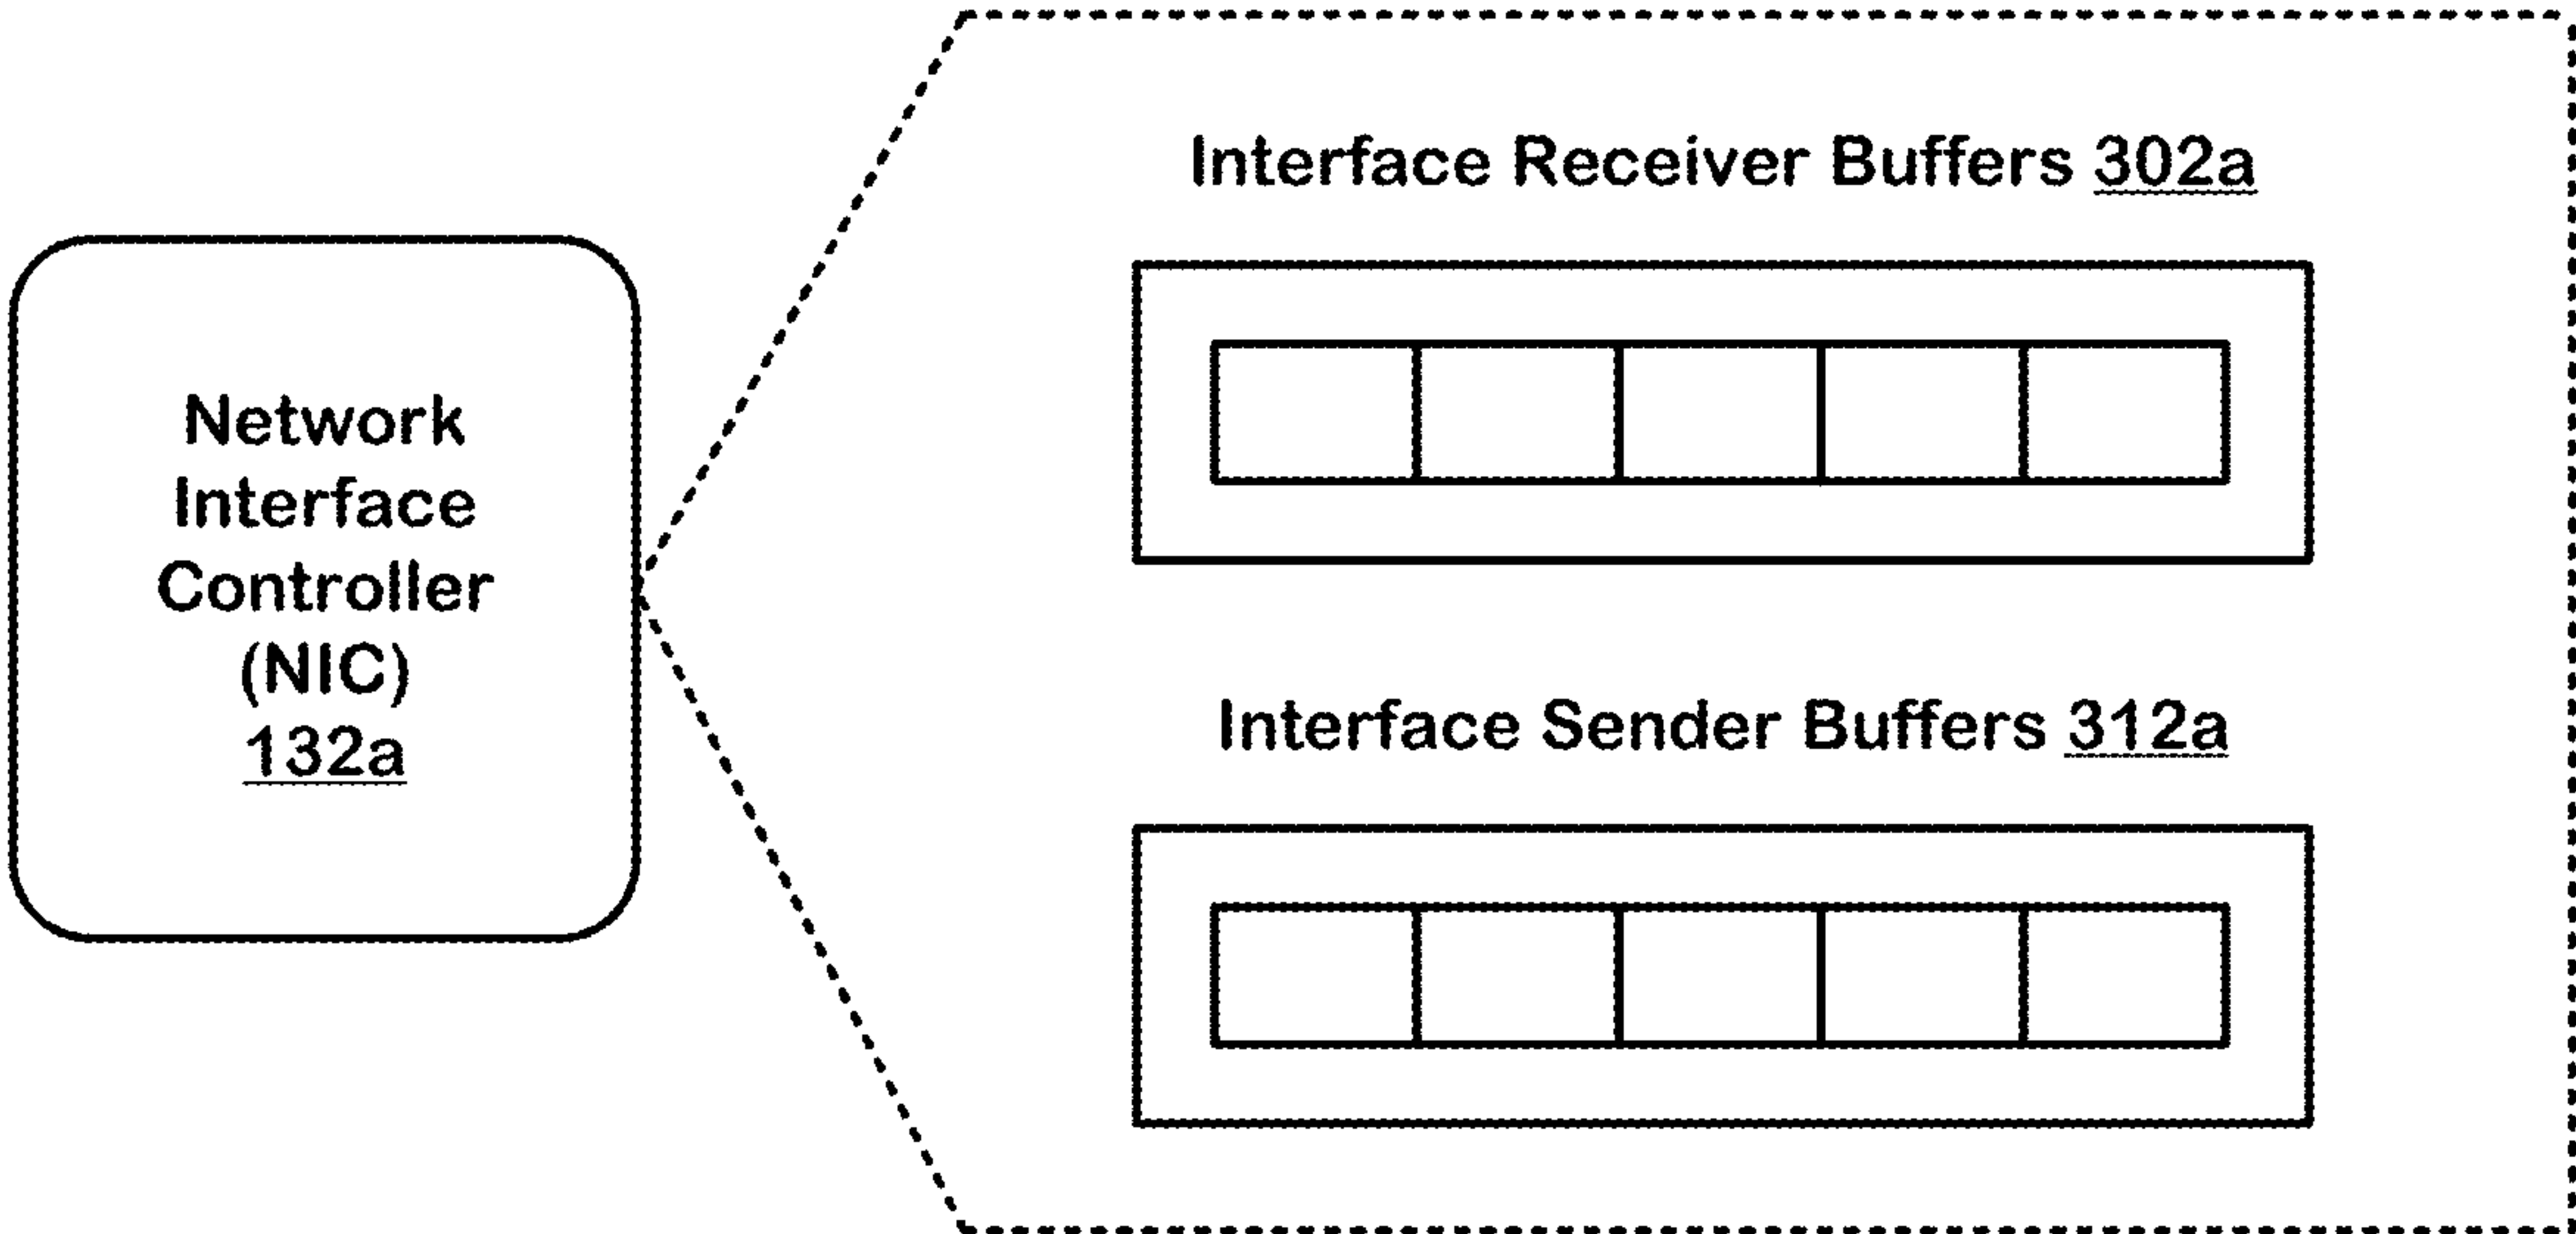 Network
Interface
Controller
(NIC)
132a
Interface Receiver Buffers 302a
Interface Sender Buffers 312a